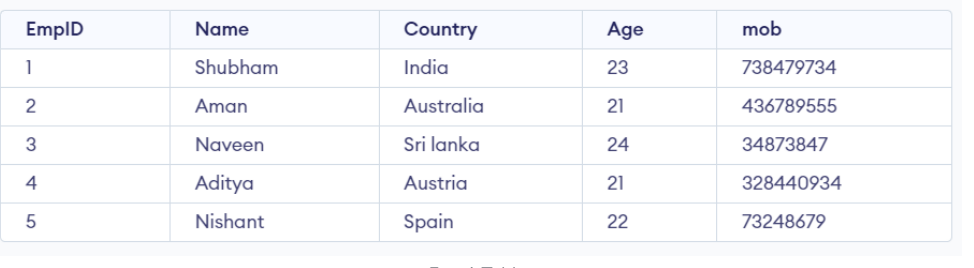 EmpID Name Country Age mob
1 Shubham India 23 738479734
2 Aman Australia 21 436789555
3 Naveen Sri lanka 24 34873847
4 Aditya Austria 21 328440934
5 Nishant Spain 22 73248679